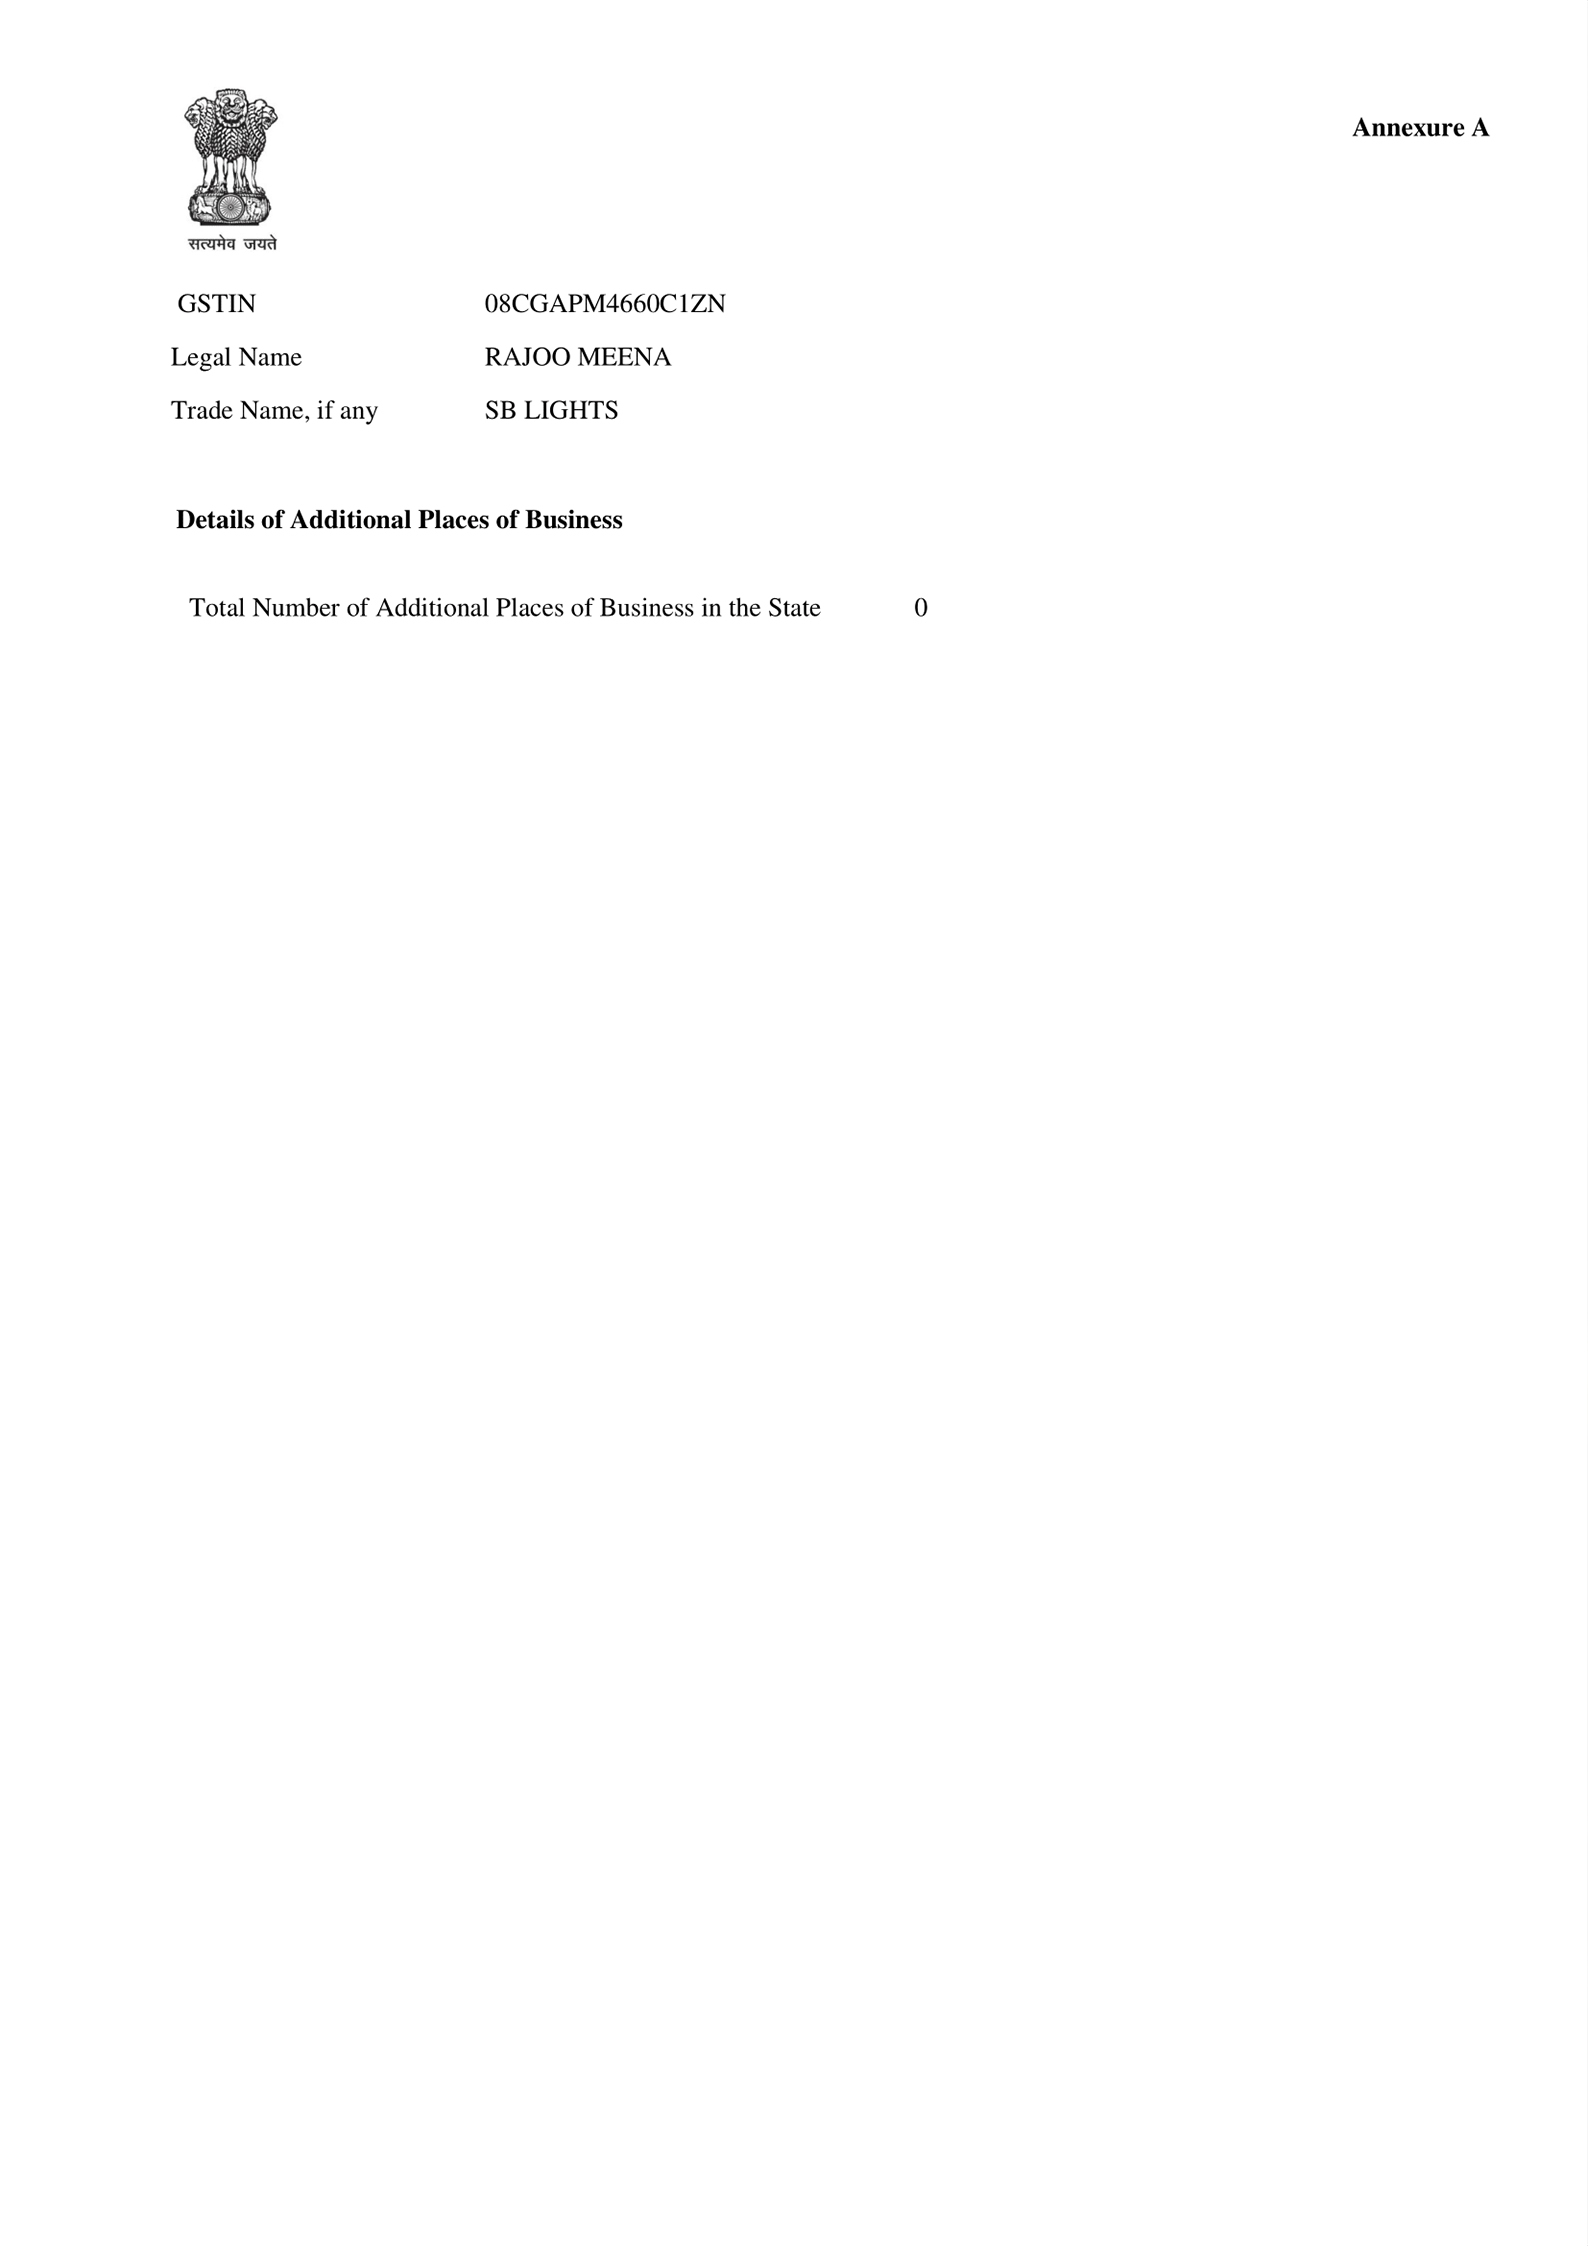 Annexure A
सत्यमेव जयते
GSTIN 08CGAPM4660C1ZN
Legal Name RAJOO MEENA
Trade Name, if any SB LIGHTS
Details of Additional Places of Business
Total Number of Additional Places of Business in the State 0